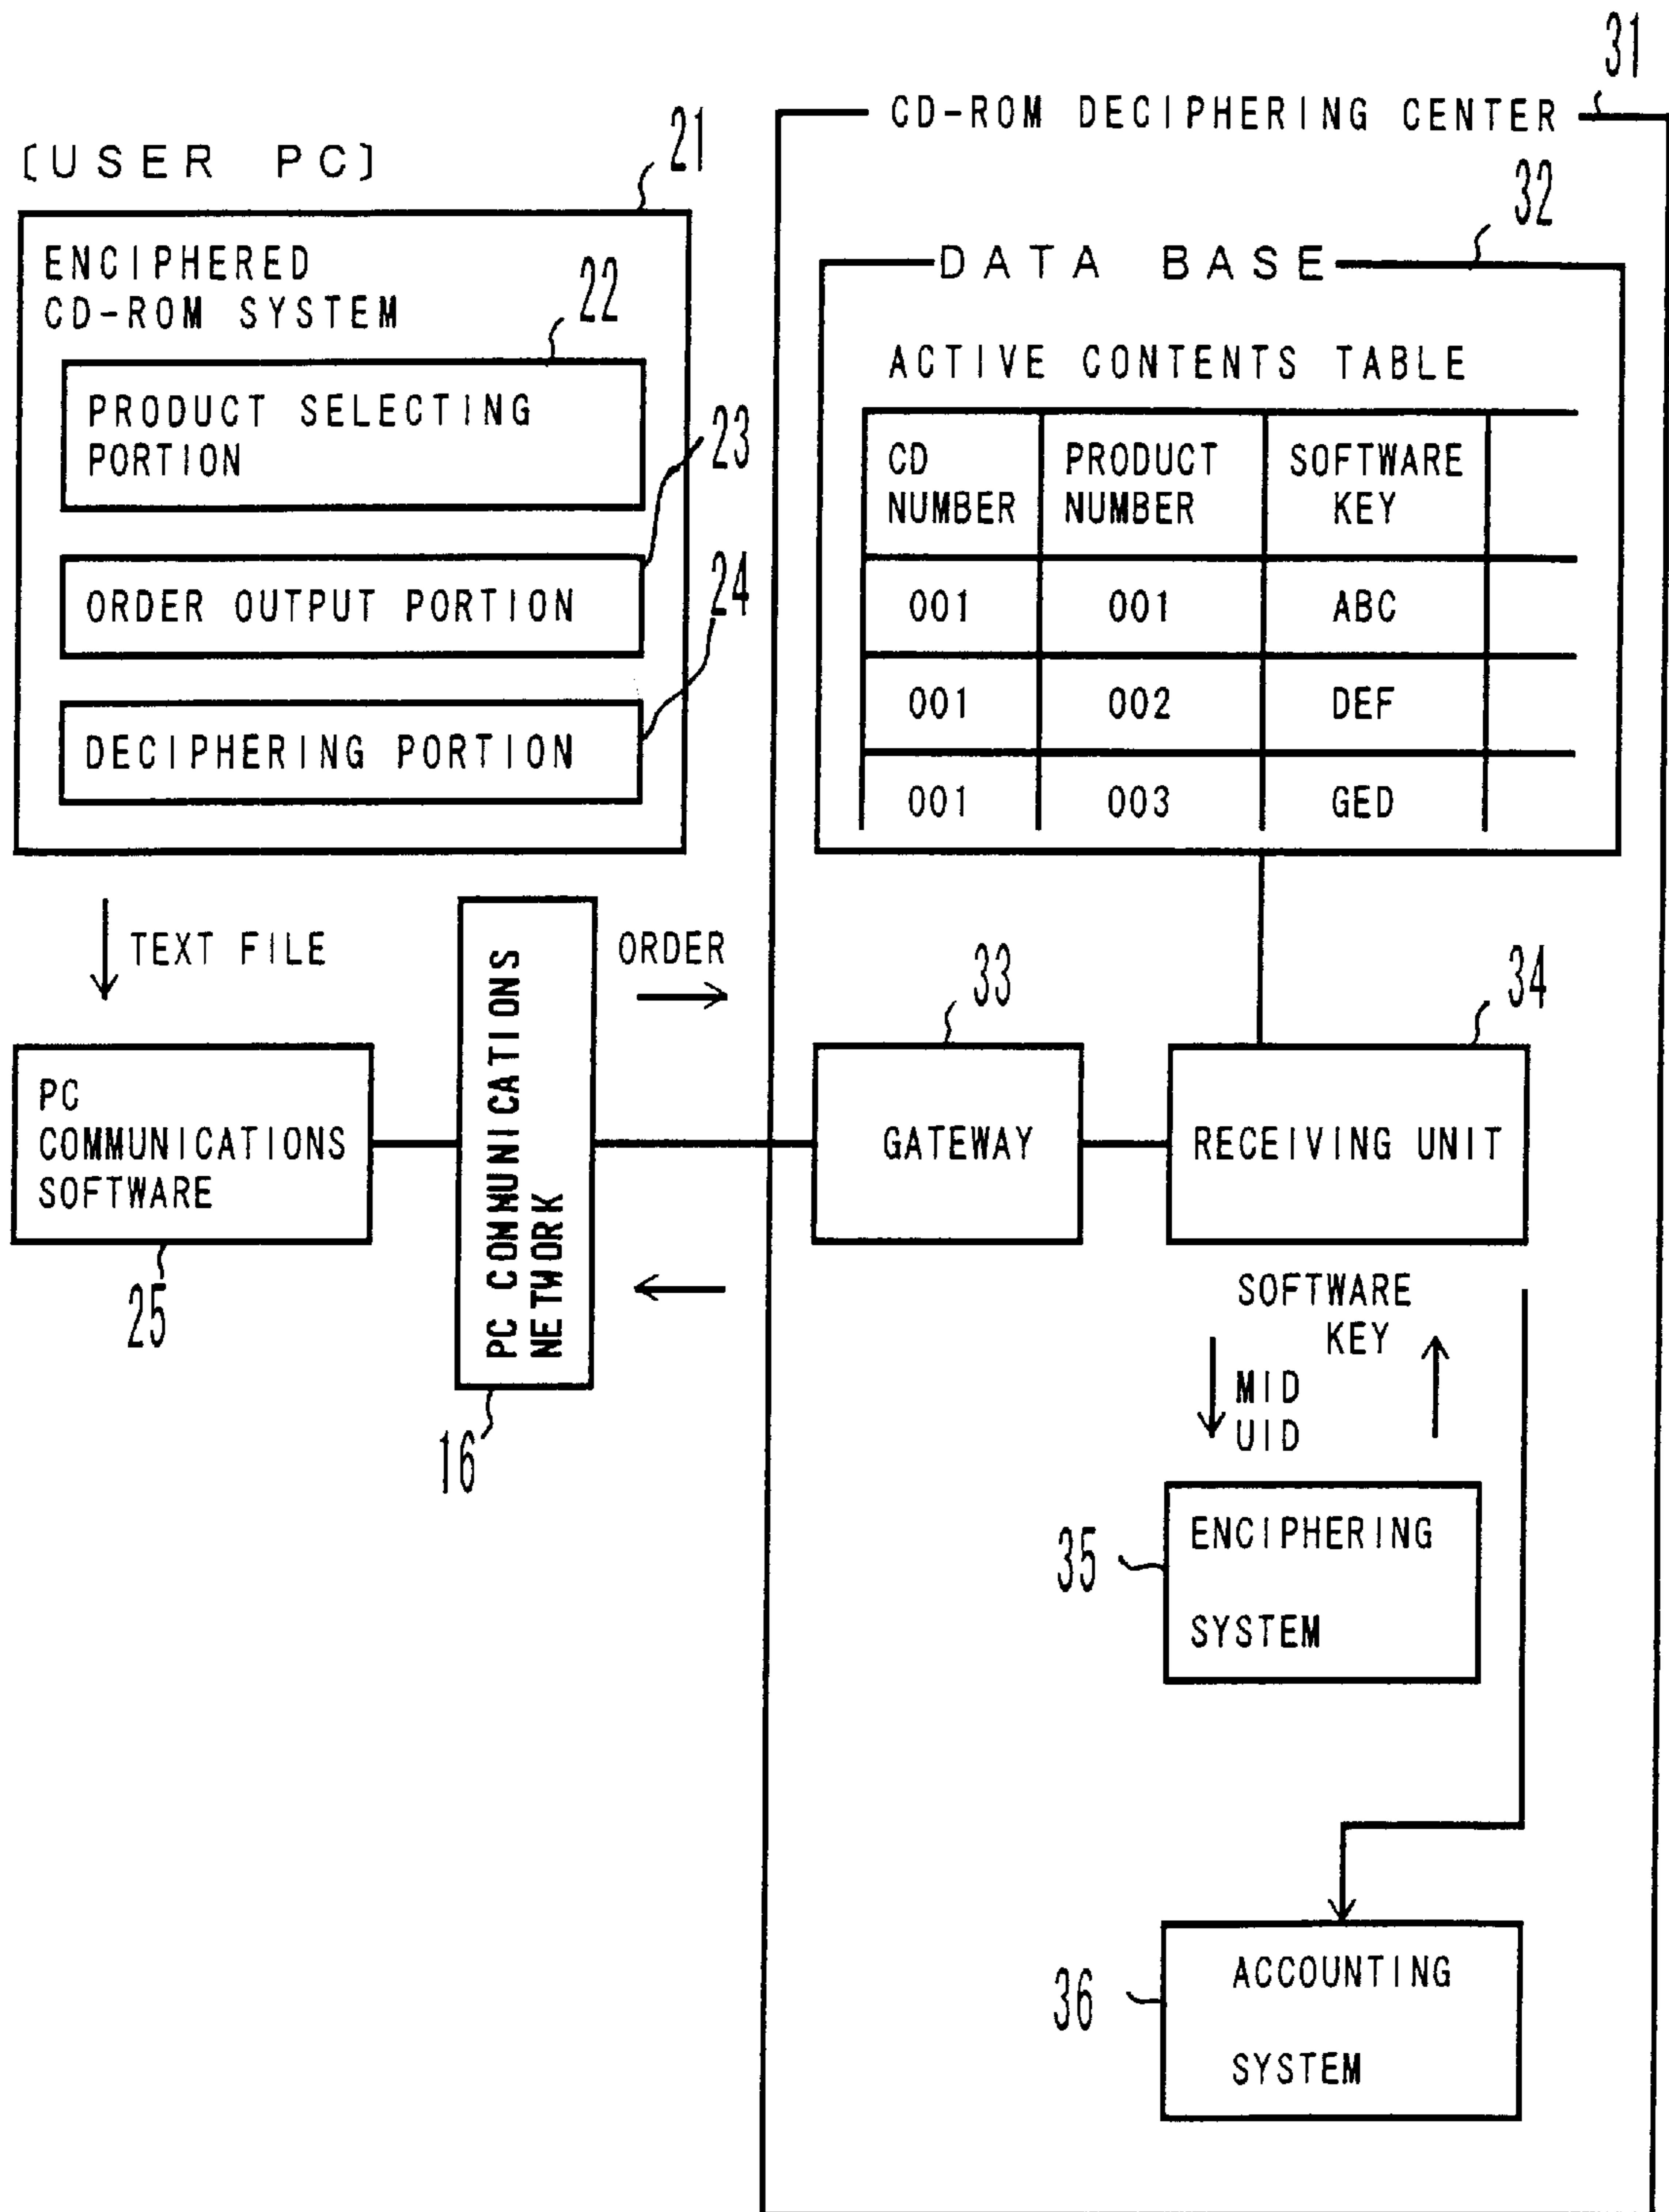 31
CD-ROM DECIPHERING CENTER
[USER PC]
21
ENCIPHERED
CD-ROM SYSTEM
22
PRODUCT SELECTING
PORTION
23
ORDER OUTPUT PORTION
24
DECIPHERING PORTION
32
DATA BASE
ACTIVE CONTENTS TABLE
CD
NUMBER
PRODUCT
NUMBER
SOFTWARE
KEY
001 001 ABC
001 002 DEF
001 003 GED
TEXT FILE
PC
COMMUNICATIONS
SOFTWARE
25
PC COMMUNICATIONS
NETWORK
16
ORDER
33
GATEWAY
34
RECEIVING UNIT
SOFTWARE
KEY
MID
UID
35
ENCIPHERING
SYSTEM
36
ACCOUNTING
SYSTEM